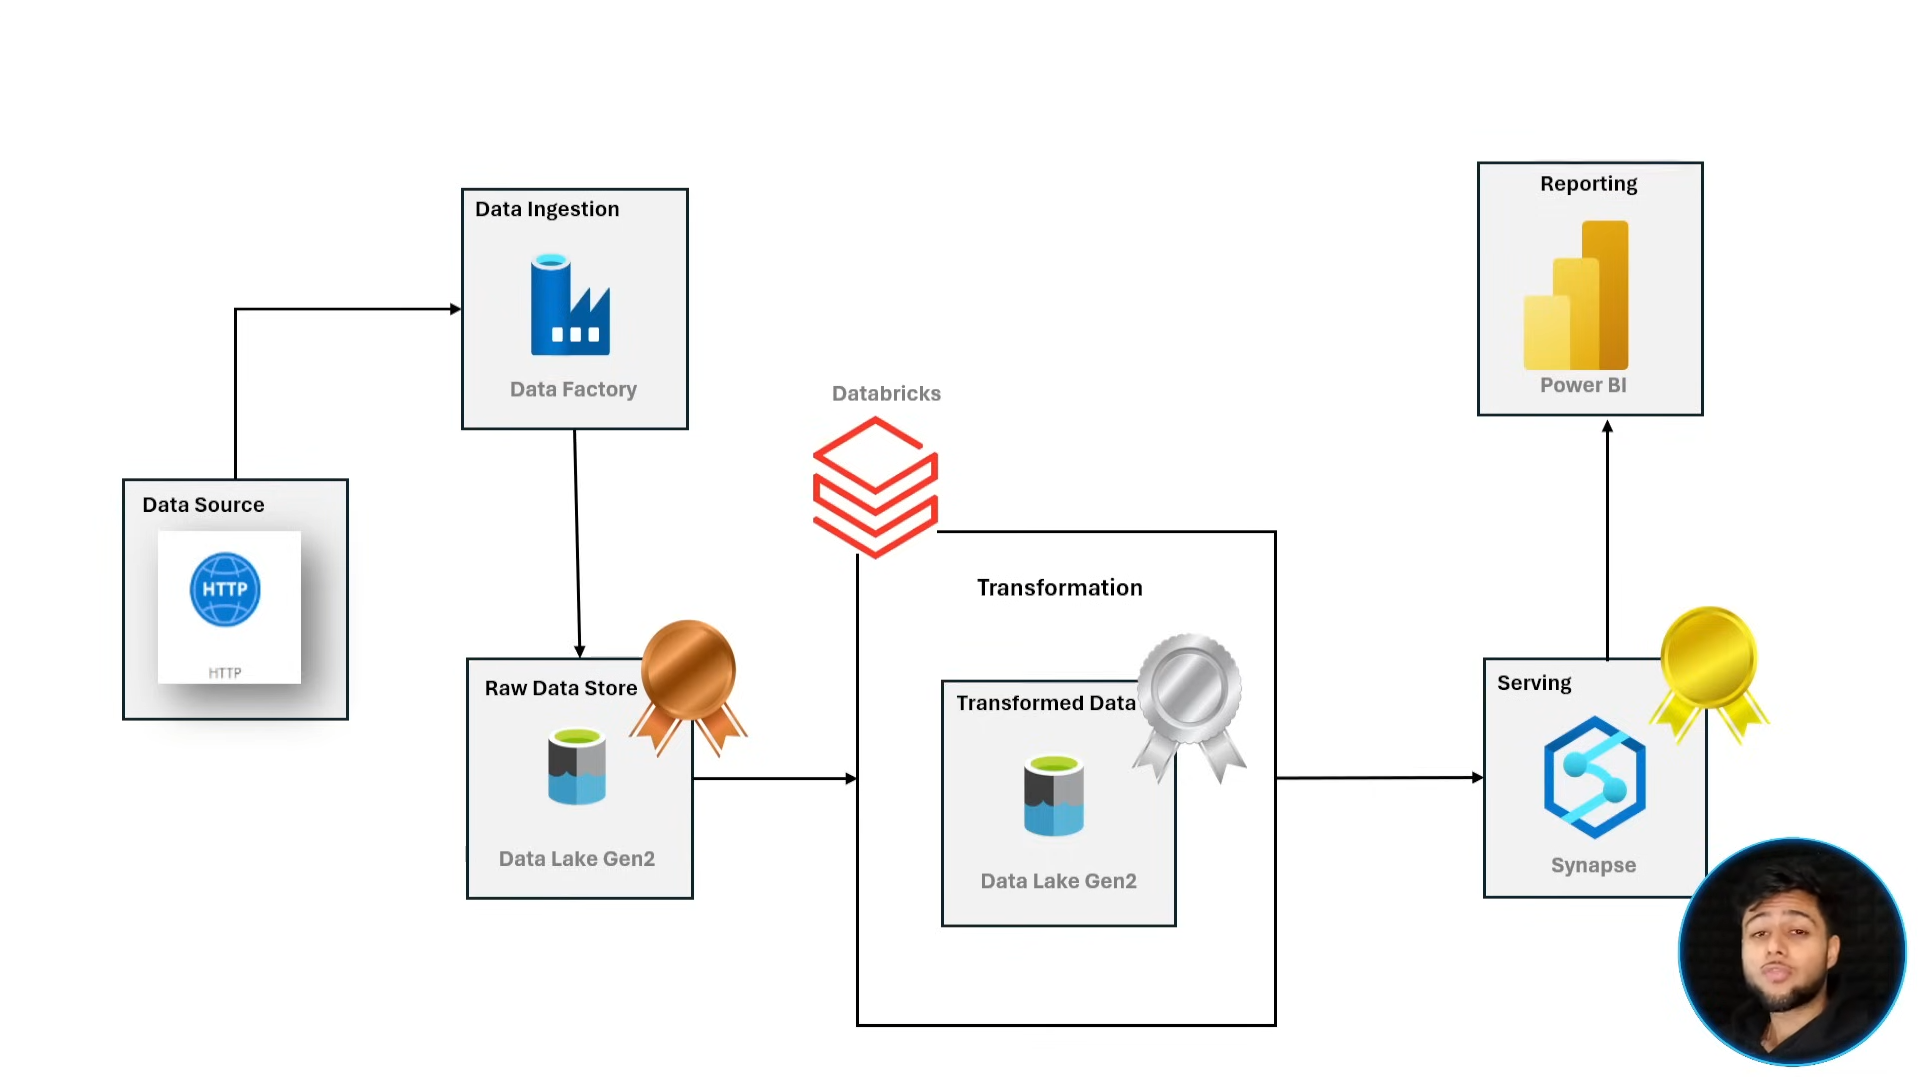 Data Source
HTTP
HTTP
Data Ingestion
Data Factory
Raw Data Store
Data Lake Gen2
Databricks
Transformation
Transformed Data
Data Lake Gen2
Serving
Synapse
Reporting
Power BI